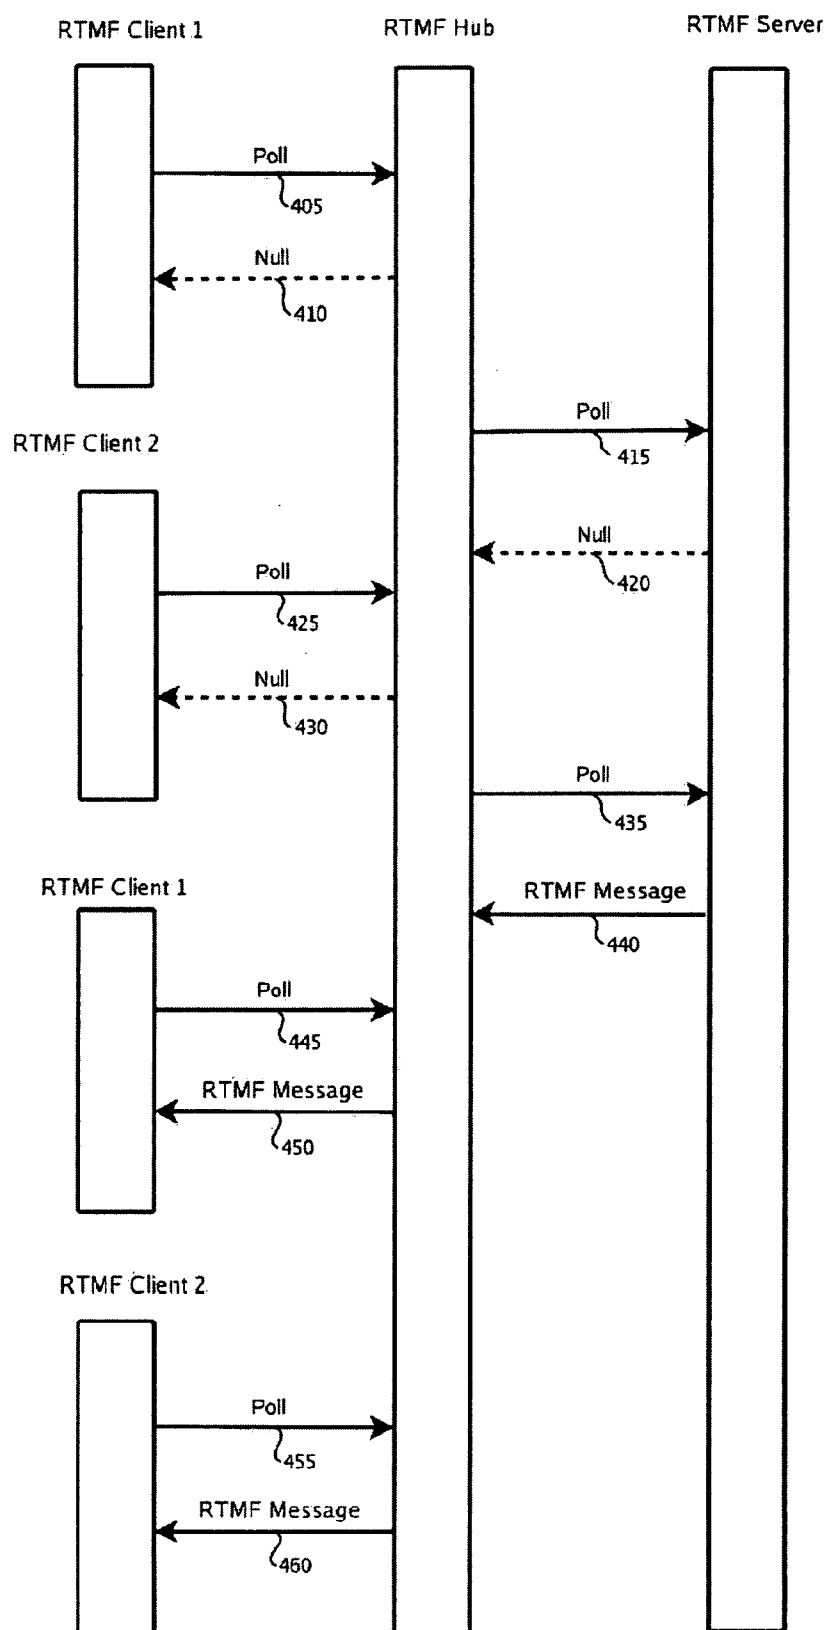 RTMF Client 1
RTMF Hub
RTMF Server
Poll
405
Null
410
Poll
415
RTMF Client 2
Null
420
Poll
425
Null
430
Poll
435
RTMF Client 1
RTMF Message
440
Poll
445
RTMF Message
450
RTMF Client 2
Poll
455
RTMF Message
460